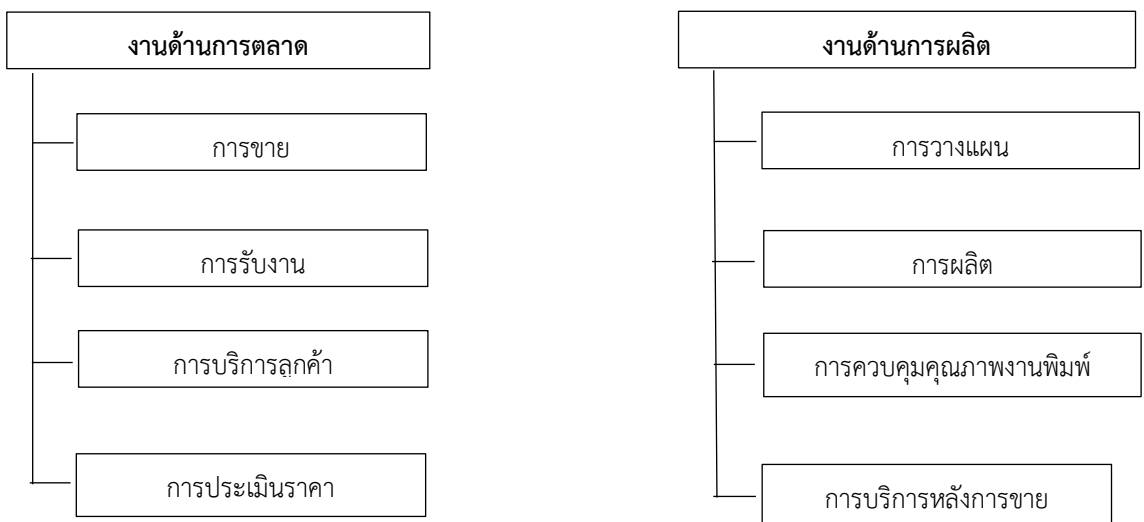 งานด้านการตลาด
การขาย
การรับงาน
การบริการลูกค้า
การประเมินราคา
งานด้านการผลิต
การวางแผน
การผลิต
การควบคุมคุณภาพงานพิมพ์
การบริการหลังการขาย